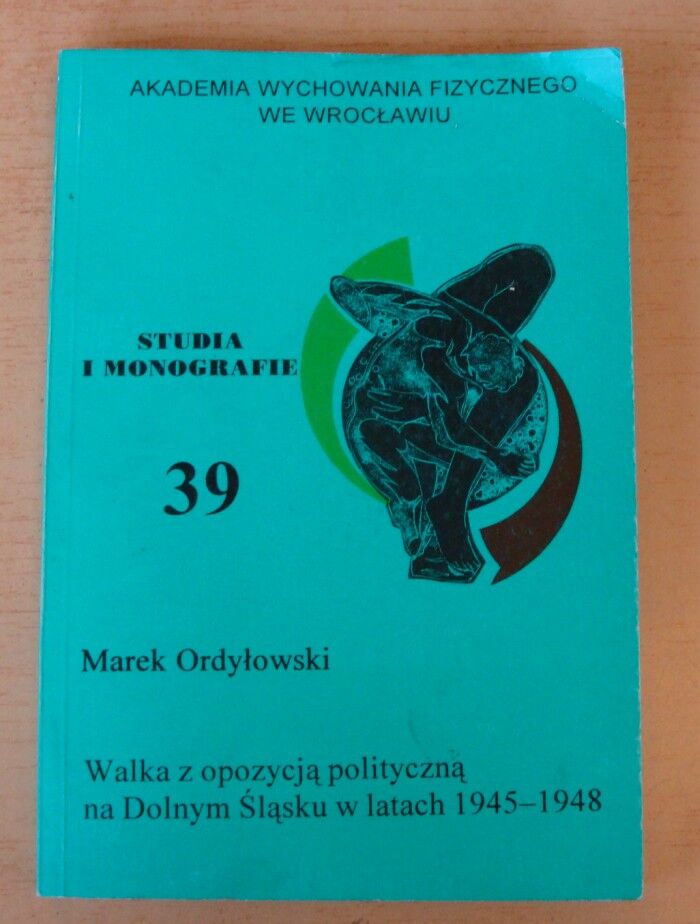 AKADEMIA WYCHOWANIA FIZYCZNEGO
WE WROCŁAWIU
STUDIA
I MONOGRAFIE
39
Marek Ordyłowski
Walka z opozycją polityczną
na Dolnym Śląsku w latach 1945–1948